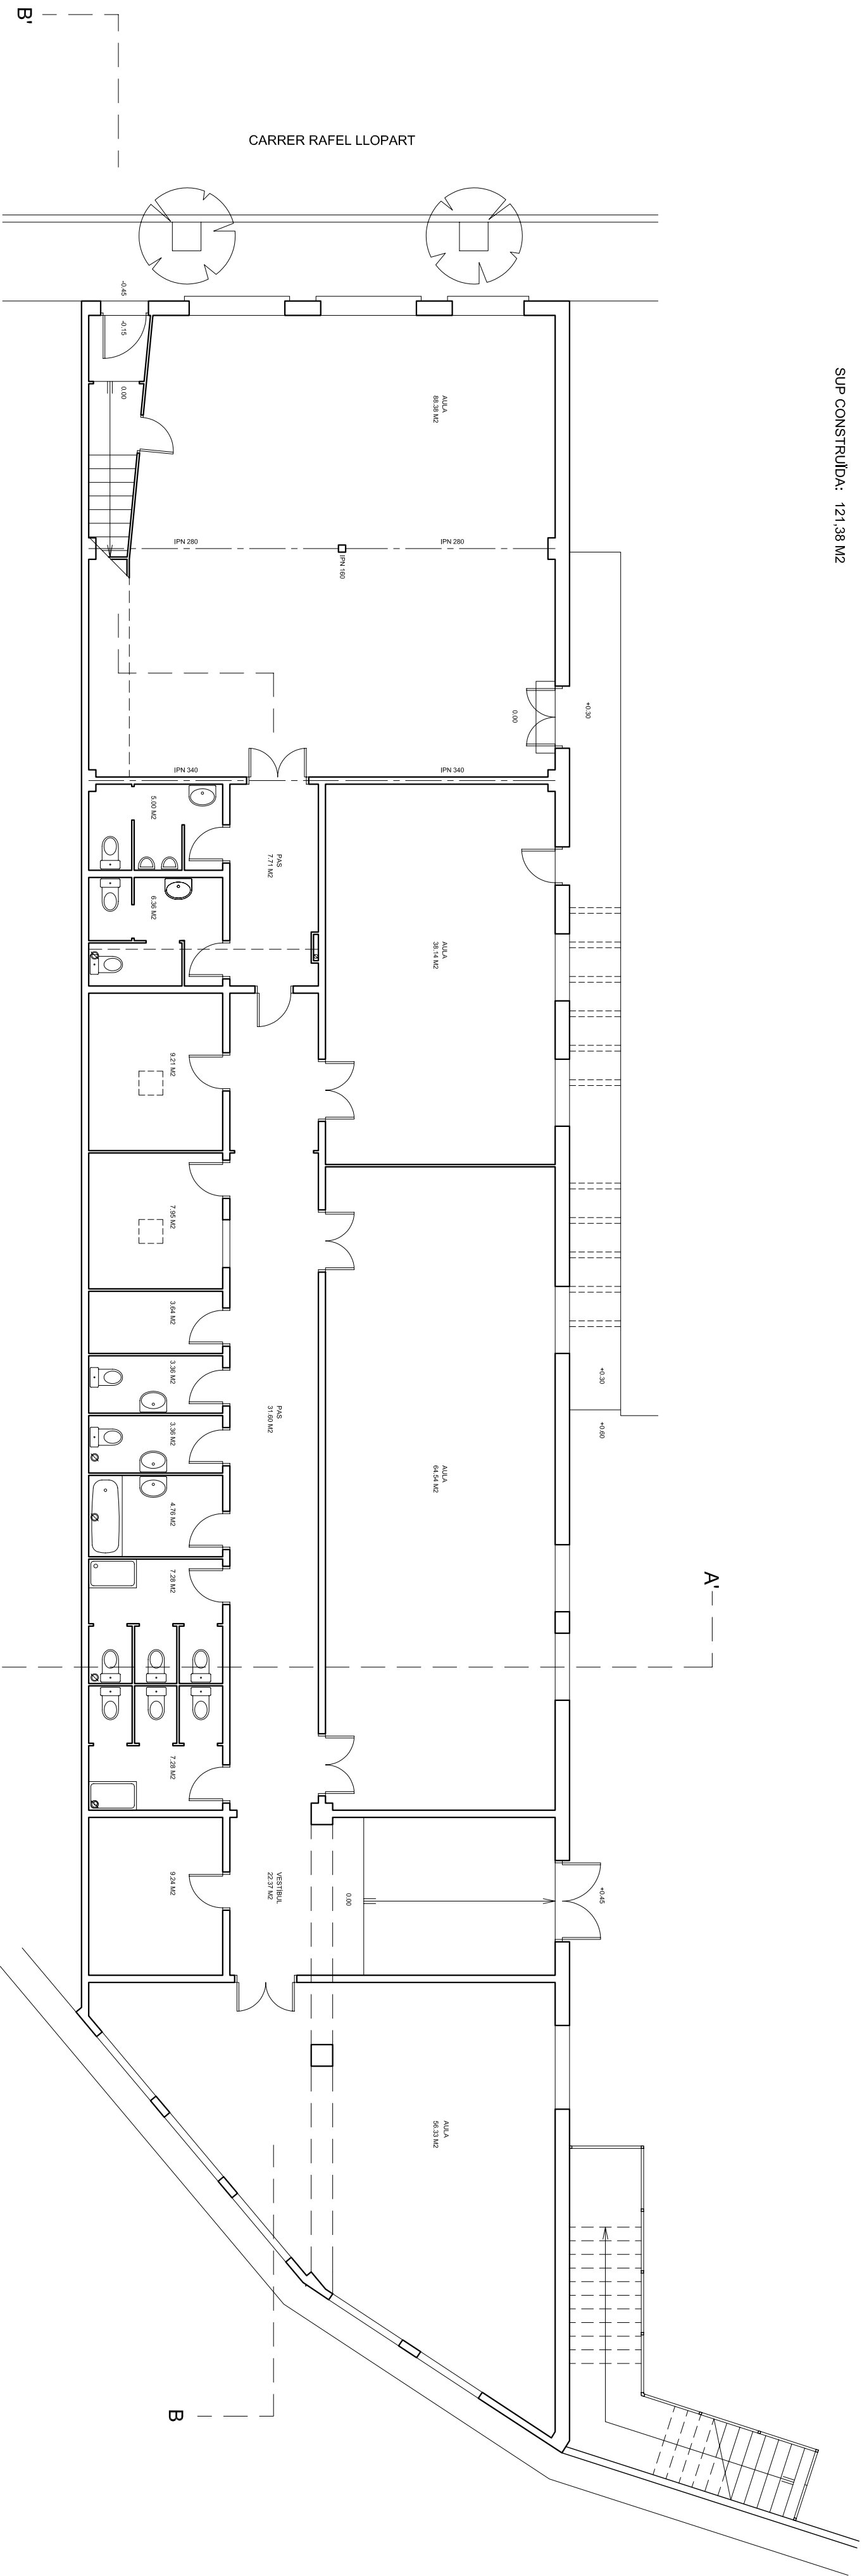 B'
CARRER RAFEL LLOPART
SUP CONSTRUÏDA: 121,38 M2
-0.45
-0.15
0.00
AULA
88.38 M2
IPN 280
IPN 280
IPN 160
+0.30
0.00
IPN 340
IPN 340
5.00 M2
PAS
7.71 M2
6.36 M2
AULA
38.14 M2
9.21 M2
7.95 M2
3.64 M2
3.36 M2
3.36 M2
PAS
31.60 M2
+0.30
+0.60
AULA
64.54 M2
4.76 M2
7.28 M2
A'
7.28 M2
9.24 M2
VESTÍBUL
22.37 M2
0.00
+0.45
AULA
56.33 M2
B